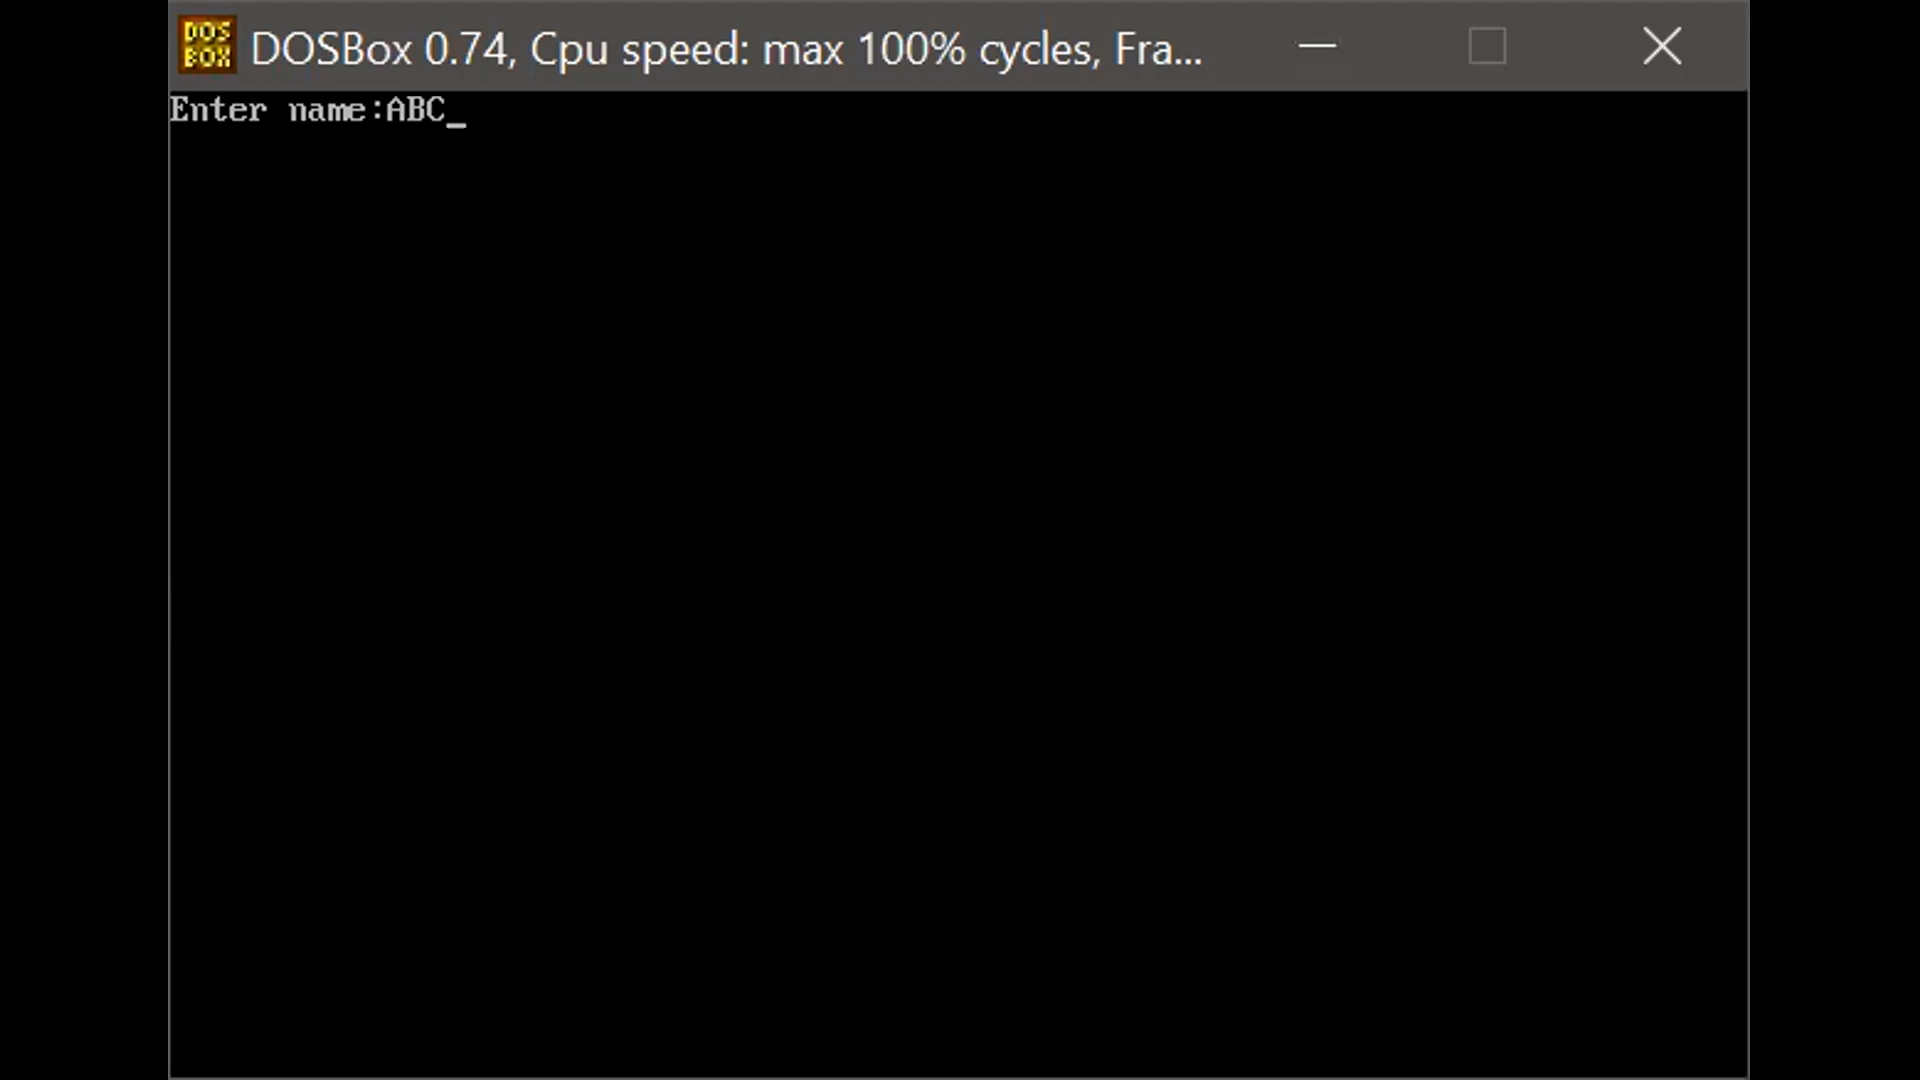 DOS
BOX
DOSBox 0.74, Cpu speed: max 100% cycles, Fra...
Enter name:ABC_